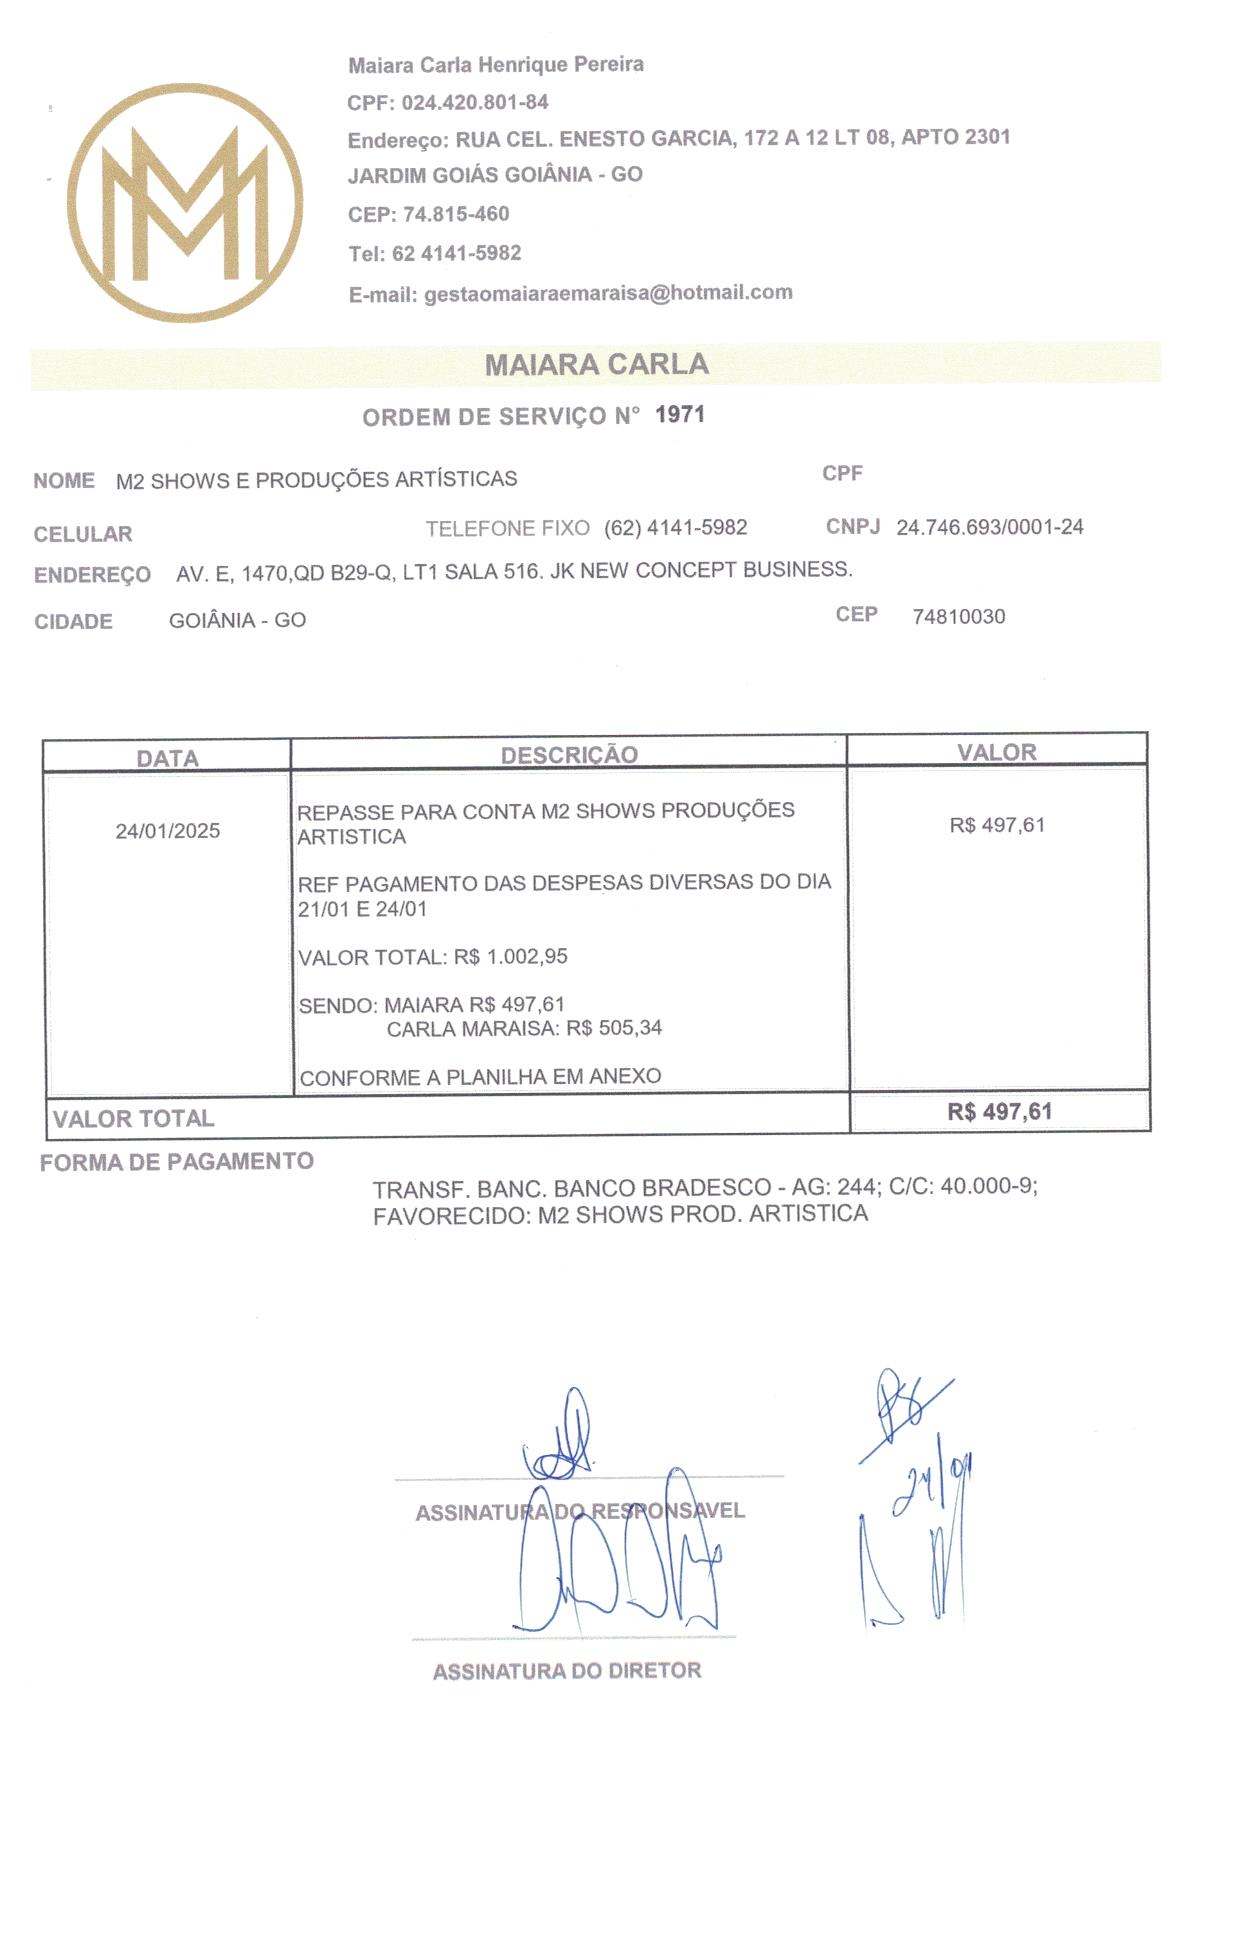 Maiara Carla Henrique Pereira
CPF: 024.420.801-84
Endereço: RUA CEL. ENESTO GARCIA, 172 A 12 LT 08, APTO 2301
JARDIM GOIÁS GOIÂNIA - GO
CEP: 74.815-460
Tel: 62 4141-5982
E-mail: gestaomaiaraemaraisa@hotmail.com
MAIARA CARLA
ORDEM DE SERVIÇO N° 1971
NOME M2 SHOWS E PRODUÇÕES ARTÍSTICAS CPF
CELULAR TELEFONE FIXO (62) 4141-5982 CNPJ 24.746.693/0001-24
ENDEREÇO AV. E, 1470,QD B29-Q, LT1 SALA 516. JK NEW CONCEPT BUSINESS.
CIDADE GOIÂNIA - GO CEP 74810030
DATA DESCRIÇÃO VALOR
24/01/2025 REPASSE PARA CONTA M2 SHOWS PRODUÇÕES R$ 497,61
ARTISTICA
REF PAGAMENTO DAS DESPESAS DIVERSAS DO DIA
21/01 E 24/01
VALOR TOTAL: R$ 1.002,95
SENDO: MAIARA R$ 497,61
CARLA MARAISA: R$ 505,34
CONFORME A PLANILHA EM ANEXO
VALOR TOTAL R$ 497,61
FORMA DE PAGAMENTO
TRANSF. BANC. BANCO BRADESCO - AG: 244; C/C: 40.000-9;
FAVORECIDO: M2 SHOWS PROD. ARTISTICA
24/01
ASSINATURA DO RESPONSAVEL
ASSINATURA DO DIRETOR